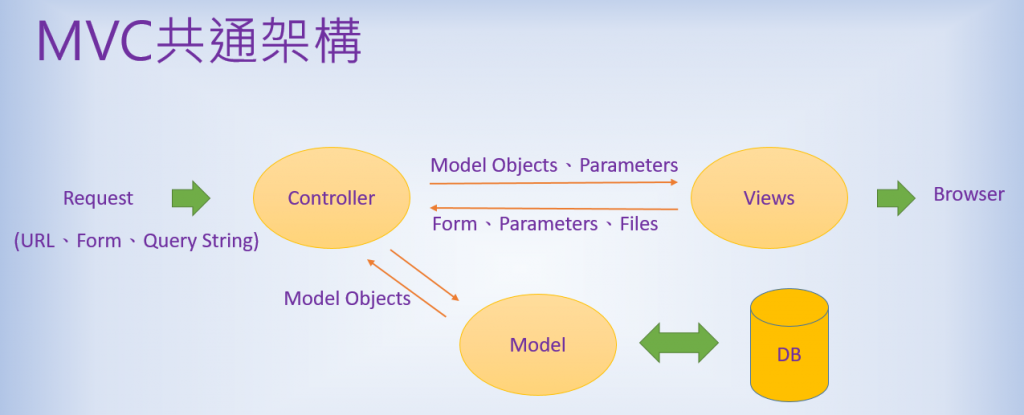 MVC共通架構
Model Objects、Parameters
Request
Controller
Views
Browser
Form、Parameters、Files
(URL、Form、Query String)
Model Objects
Model
DB